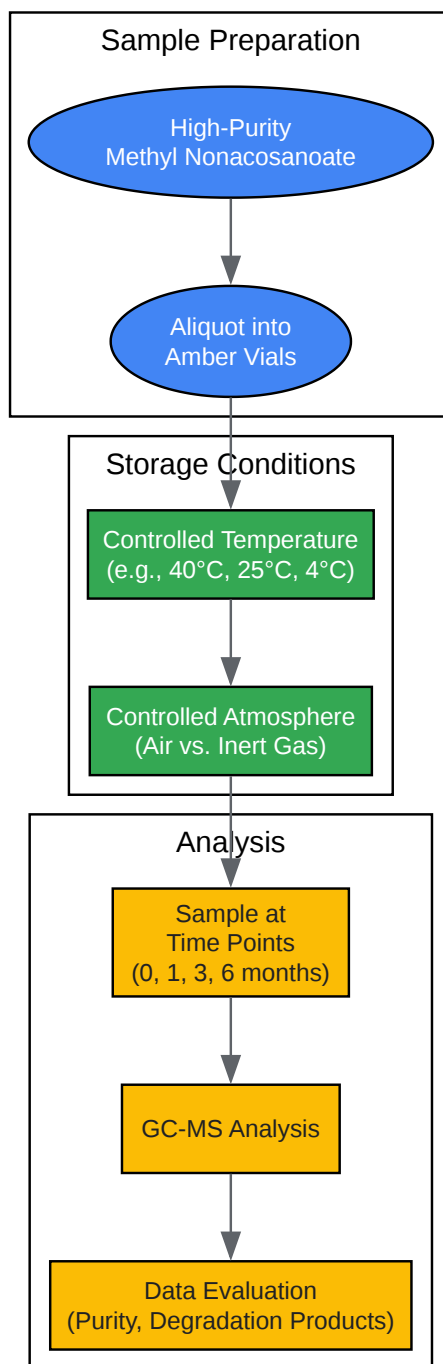 Sample Preparation
High-Purity
Methyl Nonacosanoate
Aliquot into
Amber Vials
Storage Conditions
Controlled Temperature
(e.g., 40°C, 25°C, 4°C)
Controlled Atmosphere
(Air vs. Inert Gas)
Analysis
Sample at
Time Points
(0, 1, 3, 6 months)
GC-MS Analysis
Data Evaluation
(Purity, Degradation Products)